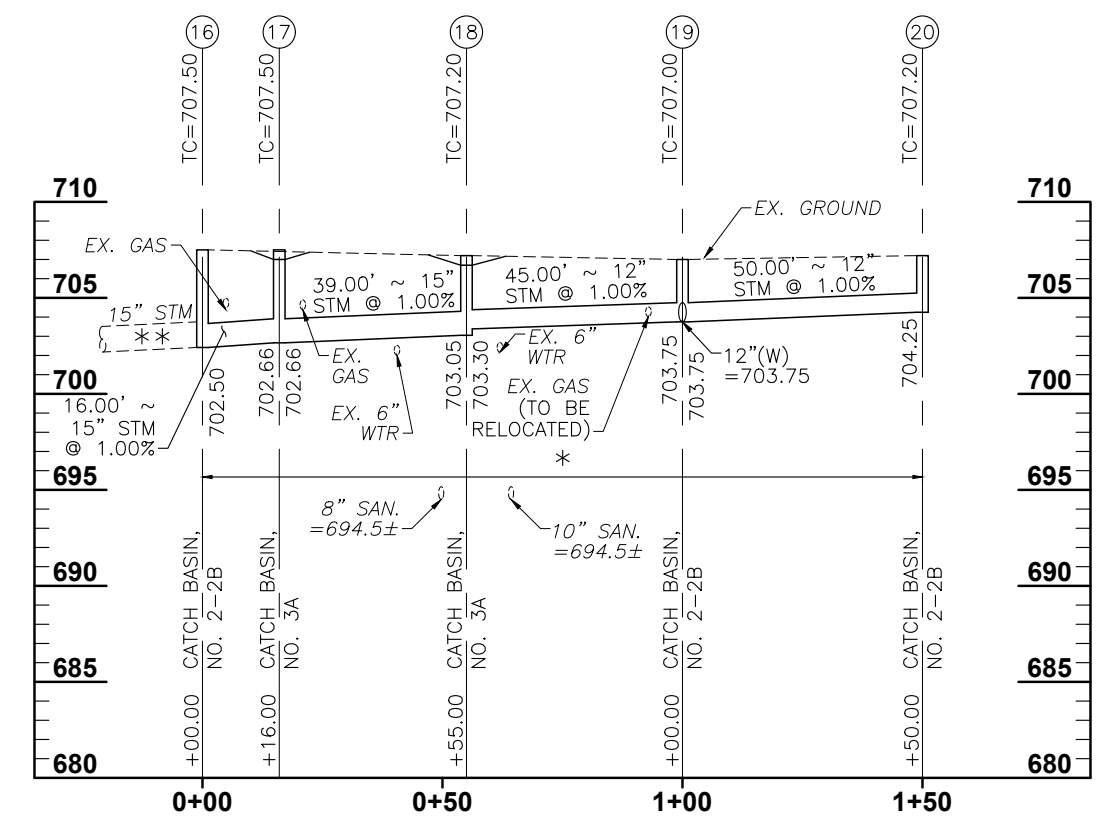 16
17
18
19
20
TC=707.50
TC=707.50
TC=707.20
TC=707.00
TC=707.20
710
710
EX. GROUND
EX. GAS
39.00' ~ 15"
STM @ 1.00%
45.00' ~ 12"
STM @ 1.00%
50.00' ~ 12"
STM @ 1.00%
705
705
15" STM
**
EX.
GAS
EX. 6"
WTR
EX. 6"
WTR
EX. GAS
(TO BE
RELOCATED)
12"(W)
=703.75
702.50
702.66
702.66
703.05
703.30
703.75
703.75
704.25
700
700
16.00' ~
15" STM
@ 1.00%
*
695
695
8" SAN.
=694.5±
10" SAN.
=694.5±
690
690
685
685
680
680
+00.00 CATCH BASIN,
NO. 2-2B
+16.00 CATCH BASIN,
NO. 3A
+55.00 CATCH BASIN,
NO. 3A
+00.00 CATCH BASIN,
NO. 2-2B
+50.00 CATCH BASIN,
NO. 2-2B
0+00
0+50
1+00
1+50